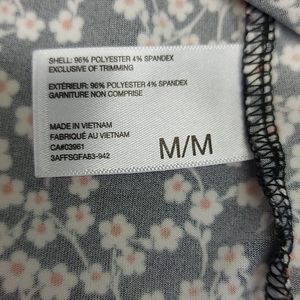 SHELL: 96% POLYESTER 4% SPANDEX
EXCLUSIVE OF TRIMMING
EXTÉRIEUR: 96% POLYESTER 4% SPANDEX
GARNITURE NON COMPRISE
MADE IN VIETNAM
FABRIQUÉ AU VIETNAM
CA#03961
3AFFSGFAB3-942
M/M